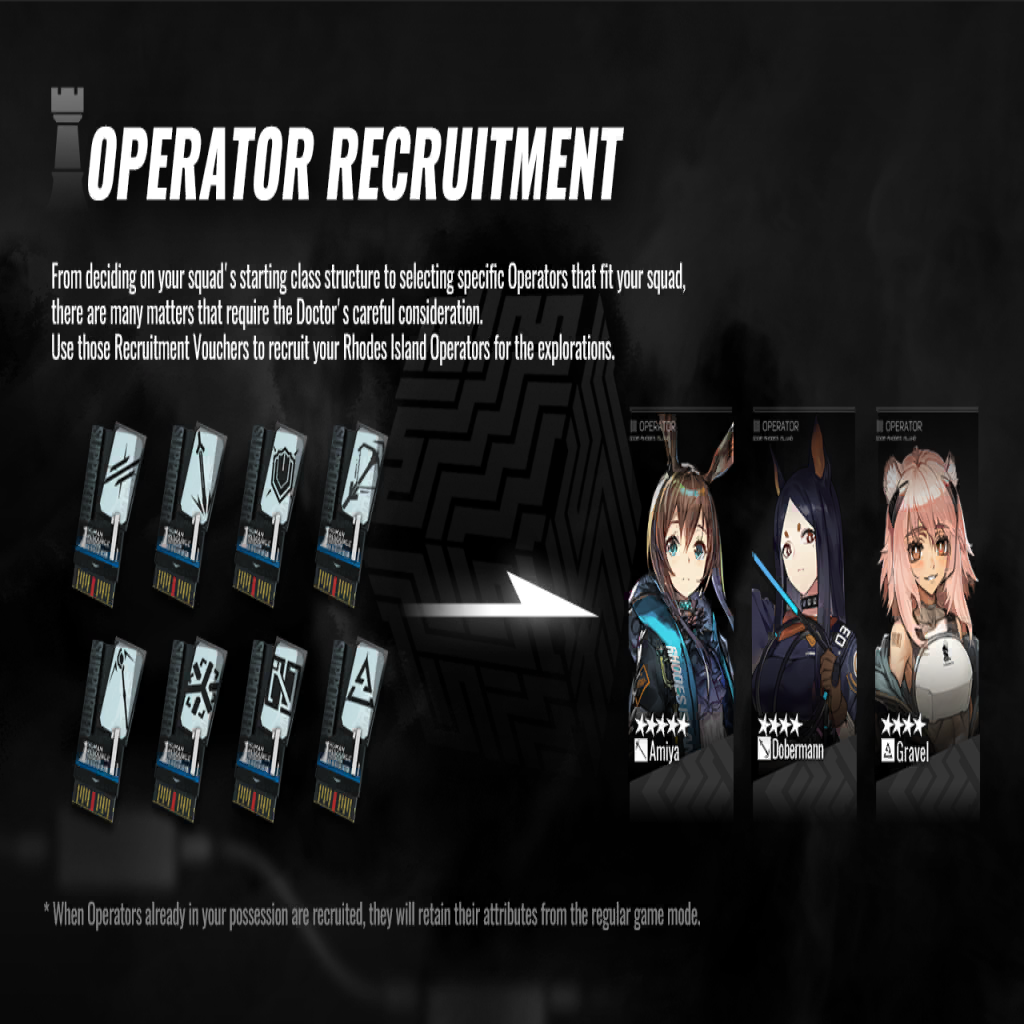 OPERATOR RECRUITMENT
From deciding on your squad's starting class structure to selecting specific Operators that fit your squad,
there are many matters that require the Doctor's careful consideration.
Use those Recruitment Vouchers to recruit your Rhodes Island Operators for the explorations.
OPERATOR
OPERATOR
OPERATOR
Amiya
Dobermann
Gravel
* When Operators already in your possession are recruited, they will retain their attributes from the regular game mode.